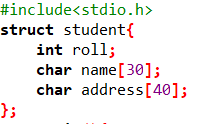 #include<stdio.h>
struct student{
    int roll;
    char name[30];
    char address[40];
};